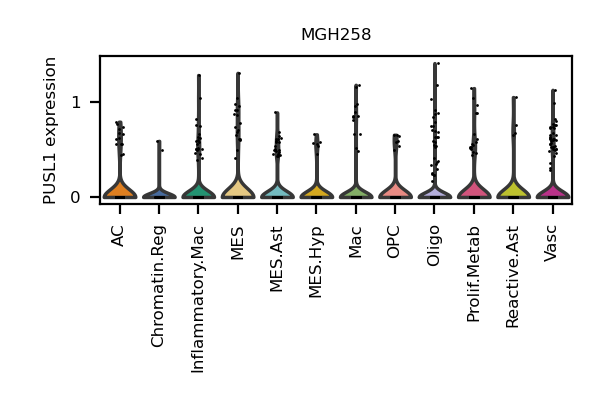 MGH258
PUSL1 expression
1
0
AC
Chromatin.Reg
Inflammatory.Mac
MES
MES.Ast
MES.Hyp
Mac
OPC
Oligo
Prolif.Metab
Reactive.Ast
Vasc